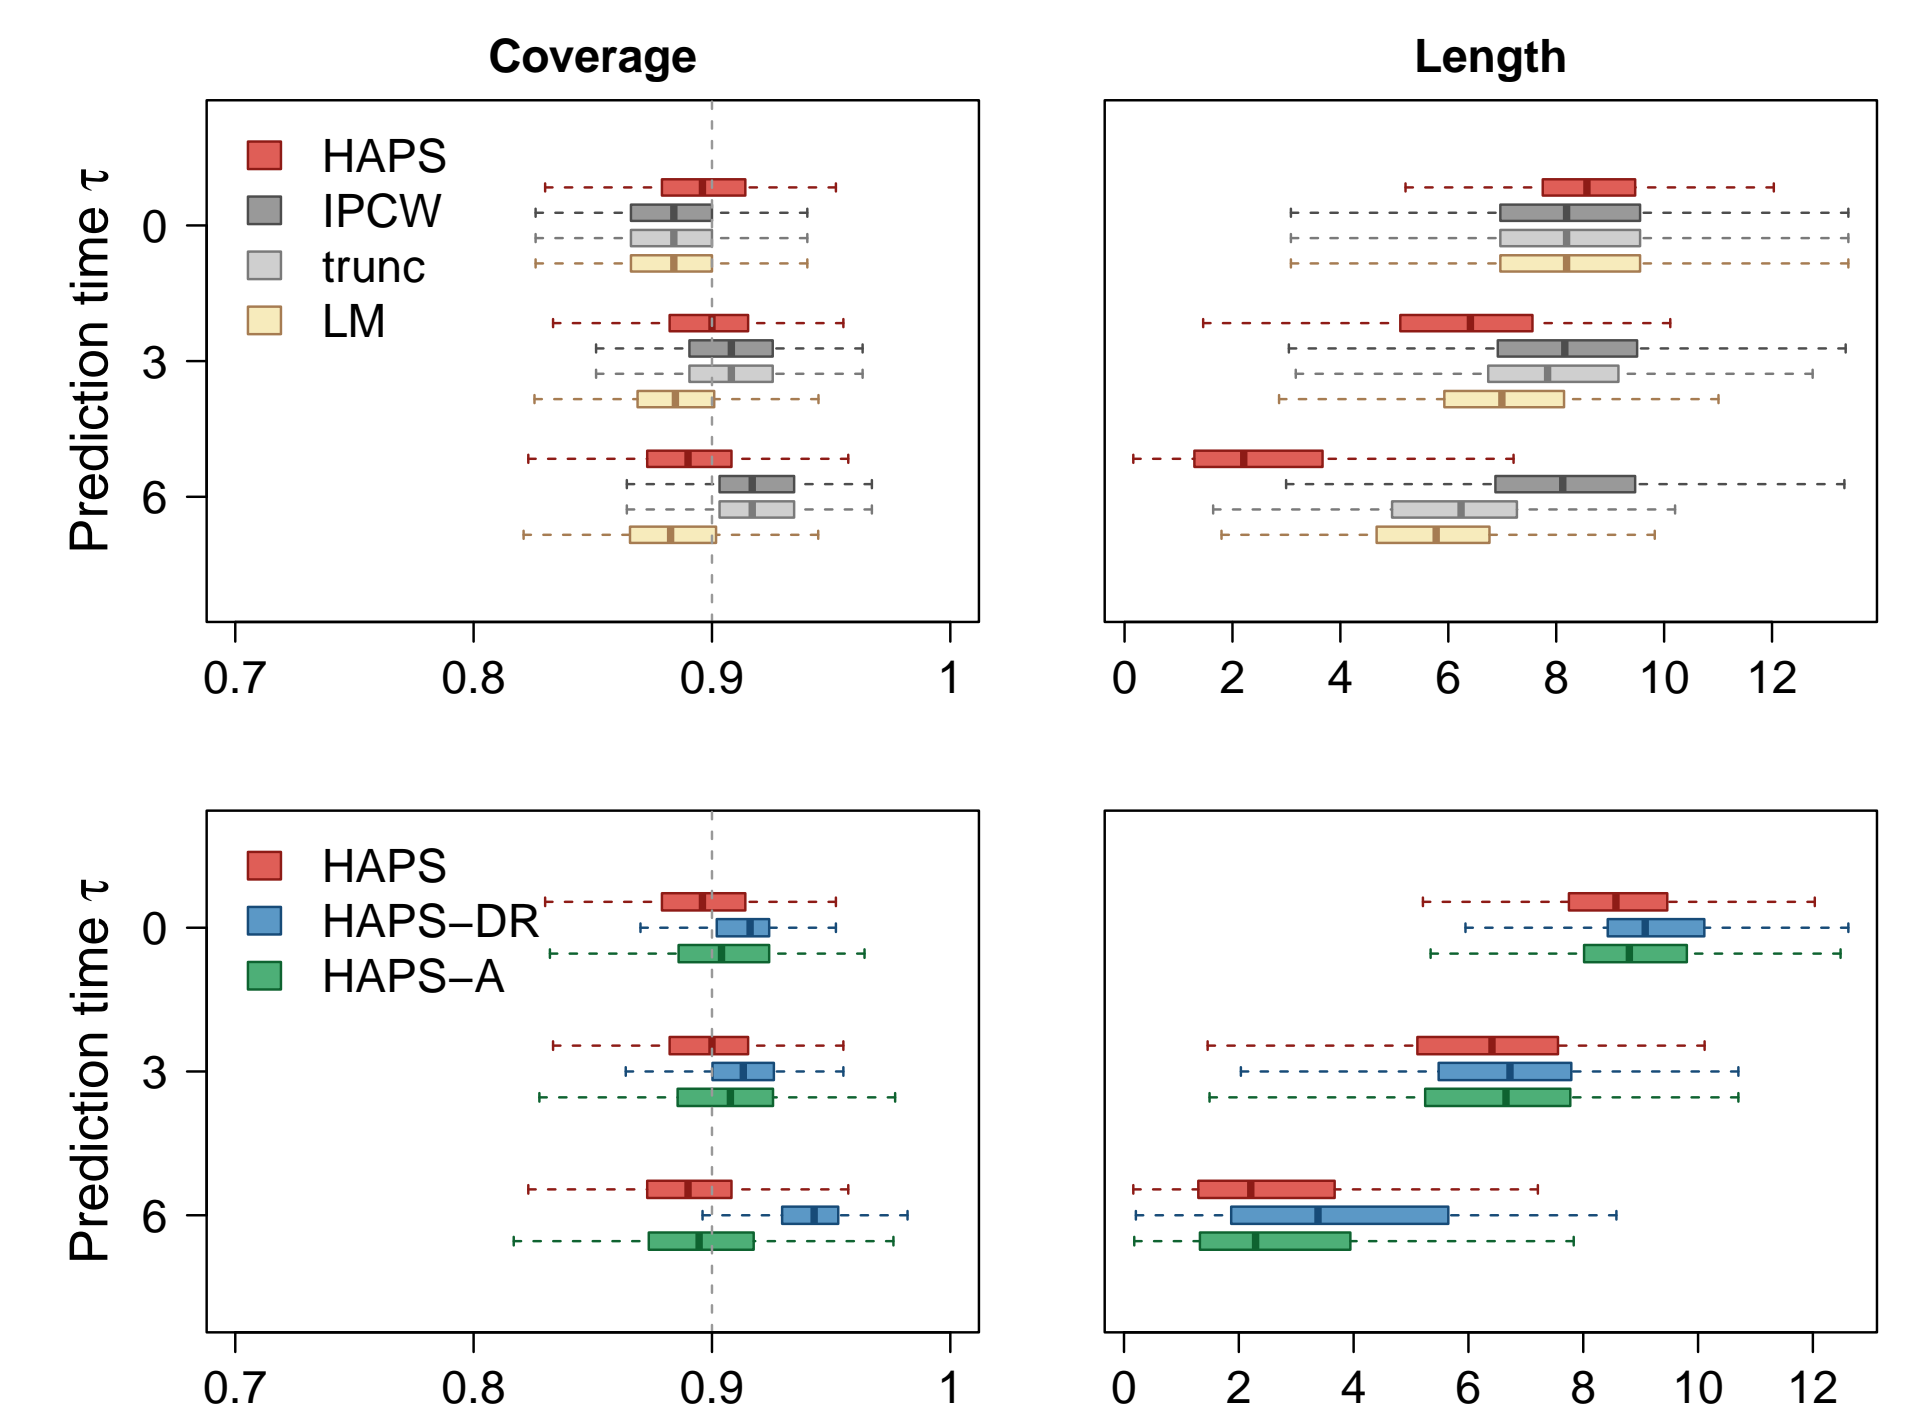 Coverage
Length
Prediction time τ
HAPS
IPCW
trunc
LM
0
3
6
0.7 0.8 0.9 1
0 2 4 6 8 10 12
Prediction time τ
HAPS
HAPS−DR
HAPS−A
0
3
6
0.7 0.8 0.9 1
0 2 4 6 8 10 12